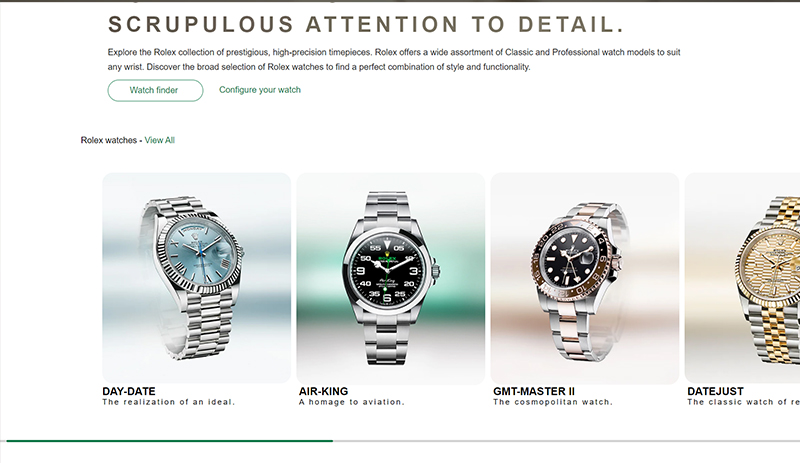 SCRUPULOUS ATTENTION TO DETAIL.
Explore the Rolex collection of prestigious, high-precision timepieces. Rolex offers a wide assortment of Classic and Professional watch models to suit
any wrist. Discover the broad selection of Rolex watches to find a perfect combination of style and functionality.
Watch finder
Configure your watch
Rolex watches - View All
DAY-DATE
The realization of an ideal.
AIR-KING
A homage to aviation.
GMT-MASTER II
The cosmopolitan watch.
DATEJUST
The classic watch of re